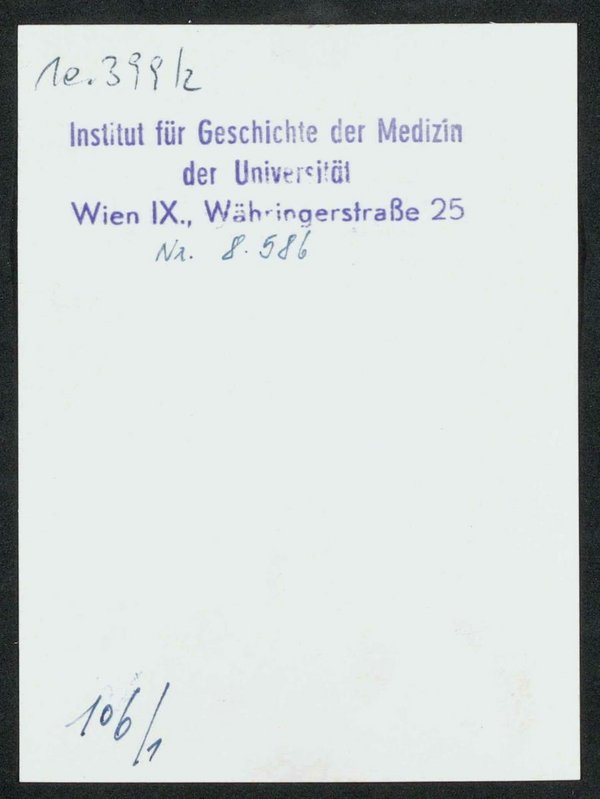 1e.399/2
Institut für Geschichte der Medizin
der Universität
Wien IX., Währingerstraße 25
Nr. 8.586
106/1